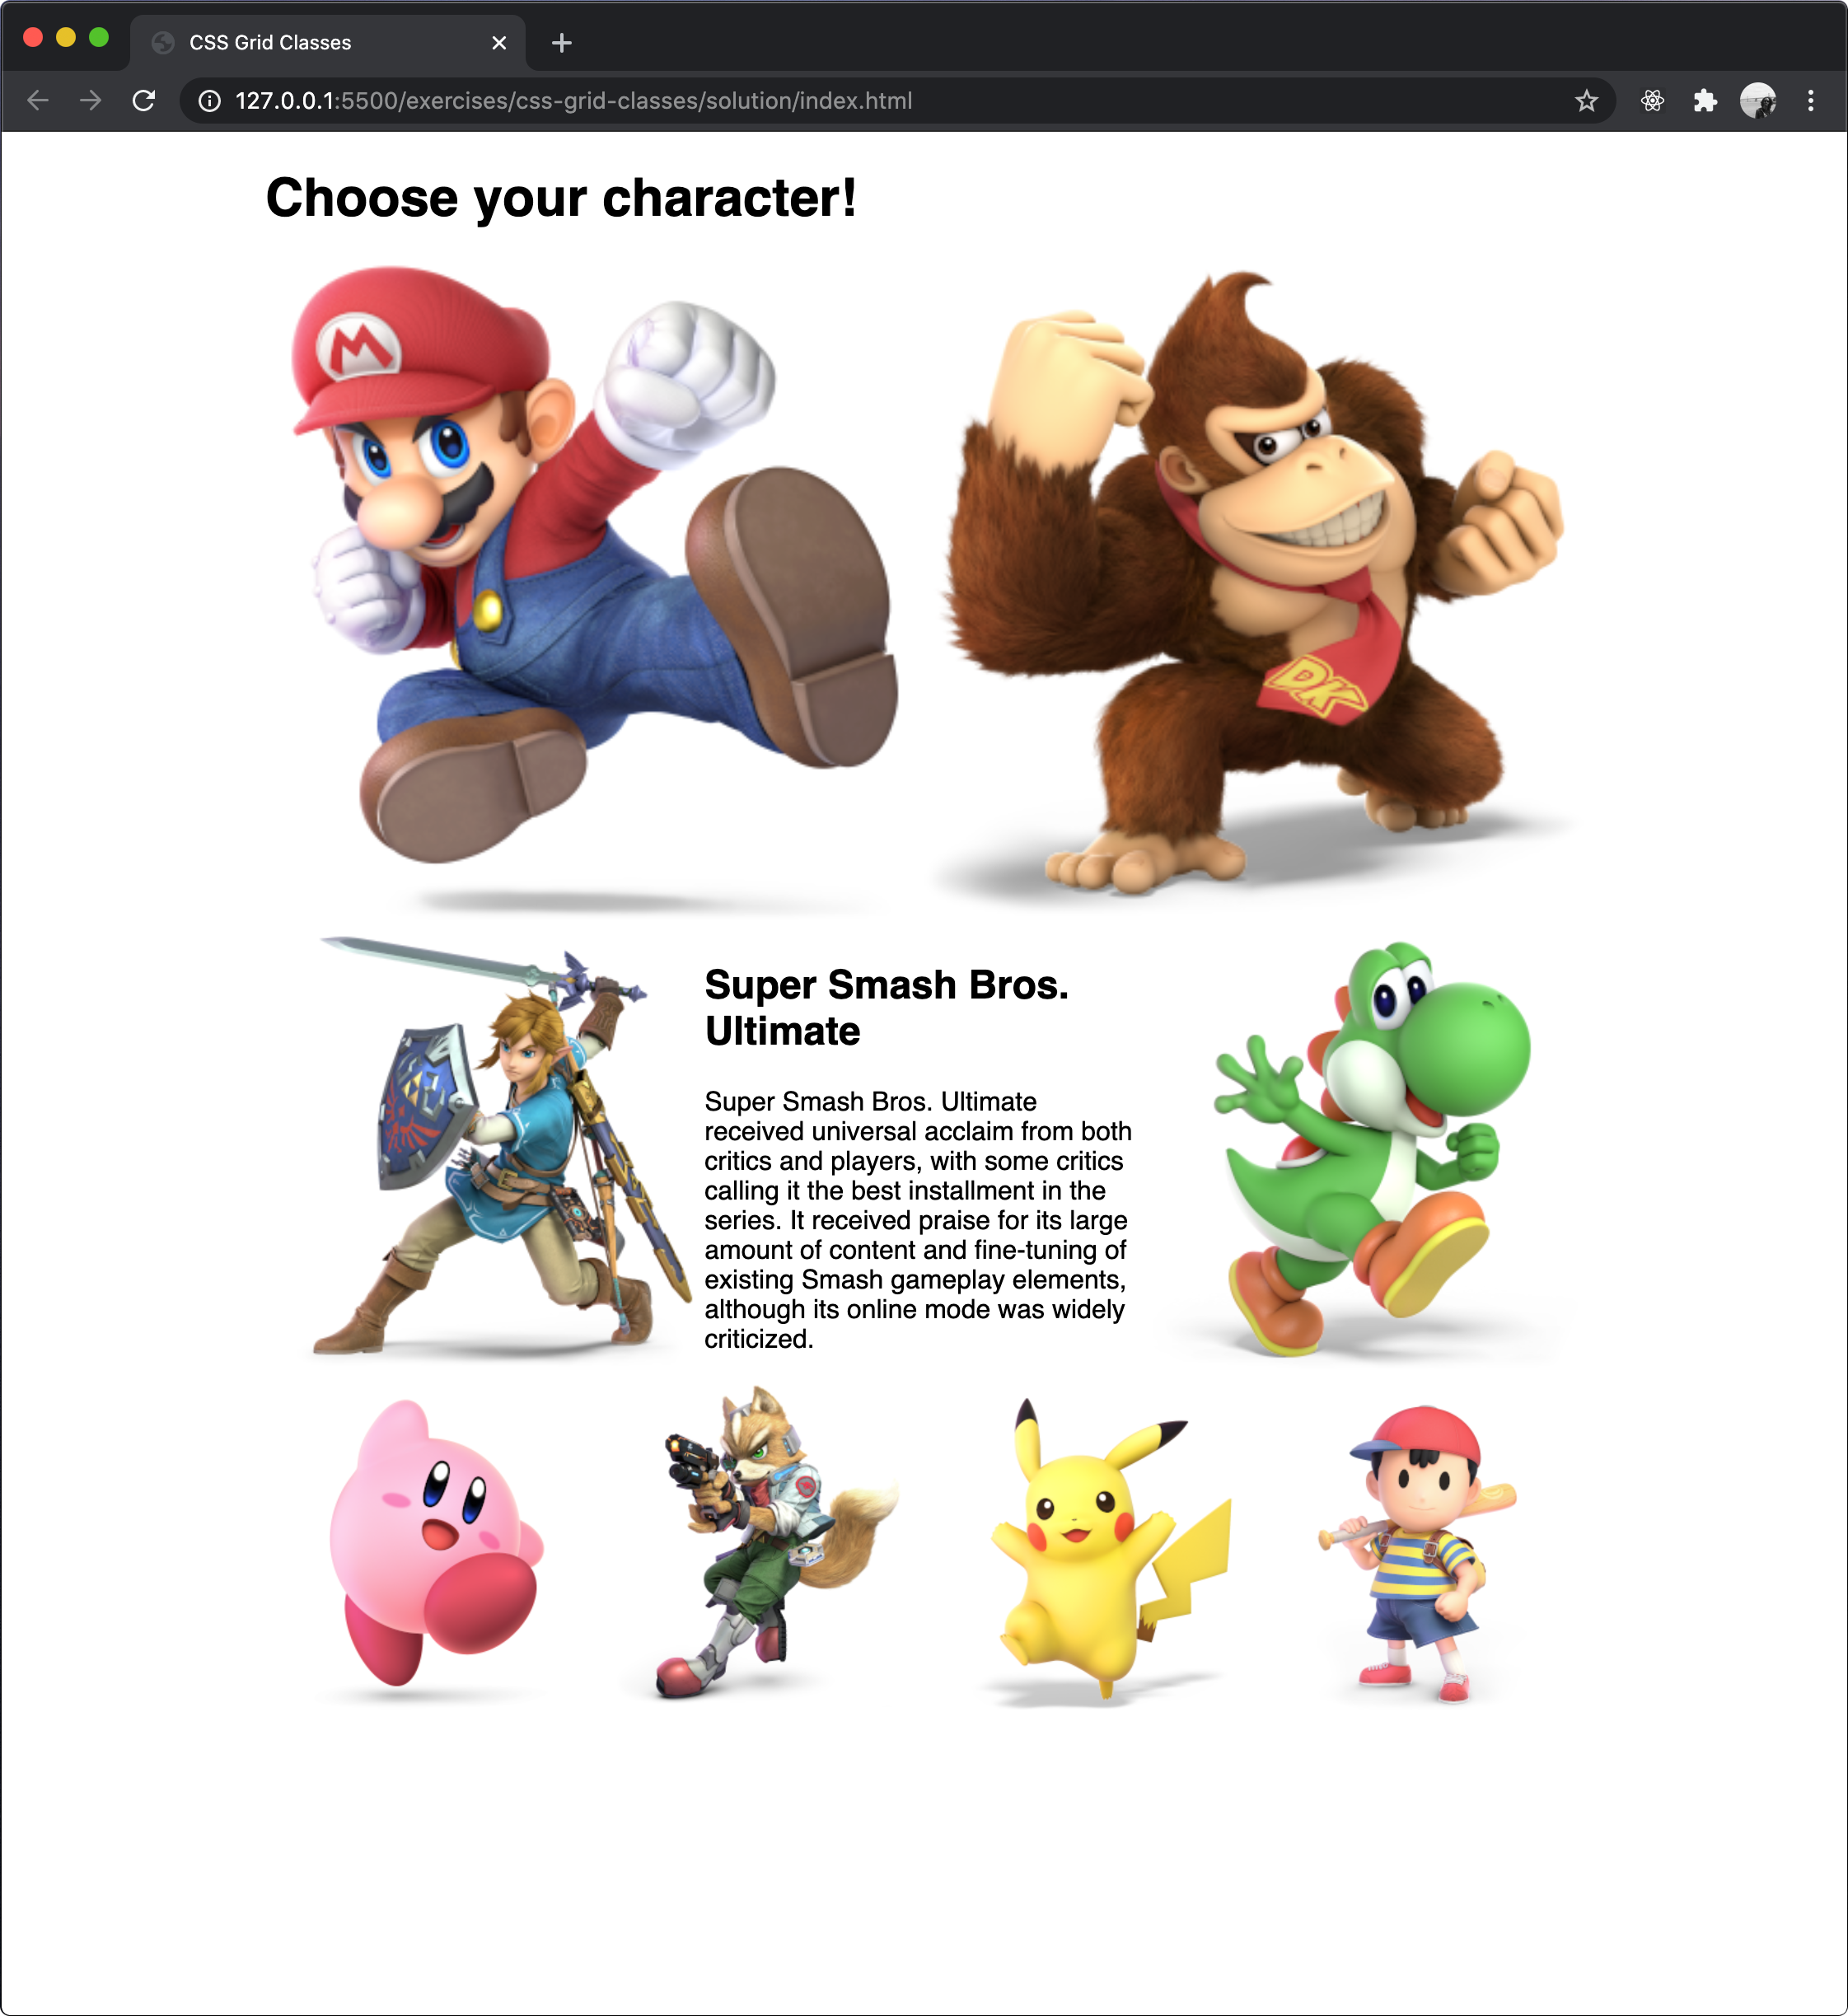 CSS Grid Classes
127.0.0.1:5500/exercises/css-grid-classes/solution/index.html
Choose your character!
M
DK
Super Smash Bros.
Ultimate
Super Smash Bros. Ultimate
received universal acclaim from both
critics and players, with some critics
calling it the best installment in the
series. It received praise for its large
amount of content and fine-tuning of
existing Smash gameplay elements,
although its online mode was widely
criticized.